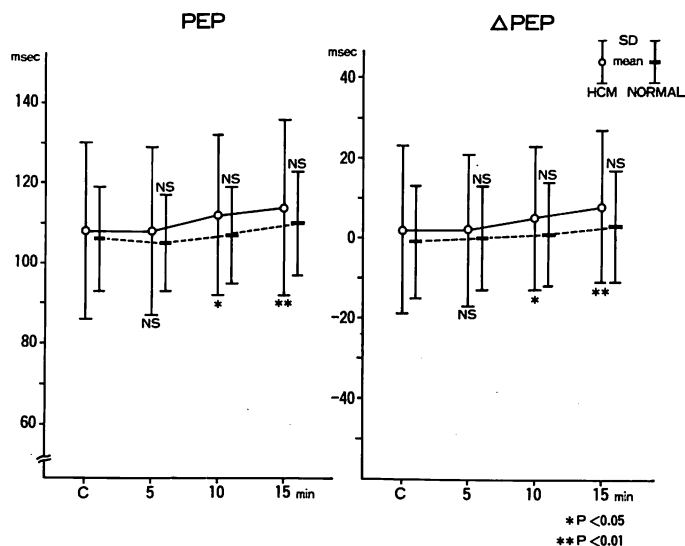 PEP
msec
140
120
100
80
60
NS
NS
NS
NS
*
**
C
5
10
15 min
ΔPEP
msec
40
20
0
-20
-40
SD
mean
HCM NORMAL
NS
NS
NS
NS
*
**
C
5
10
15 min
*P<0.05
**P<0.01